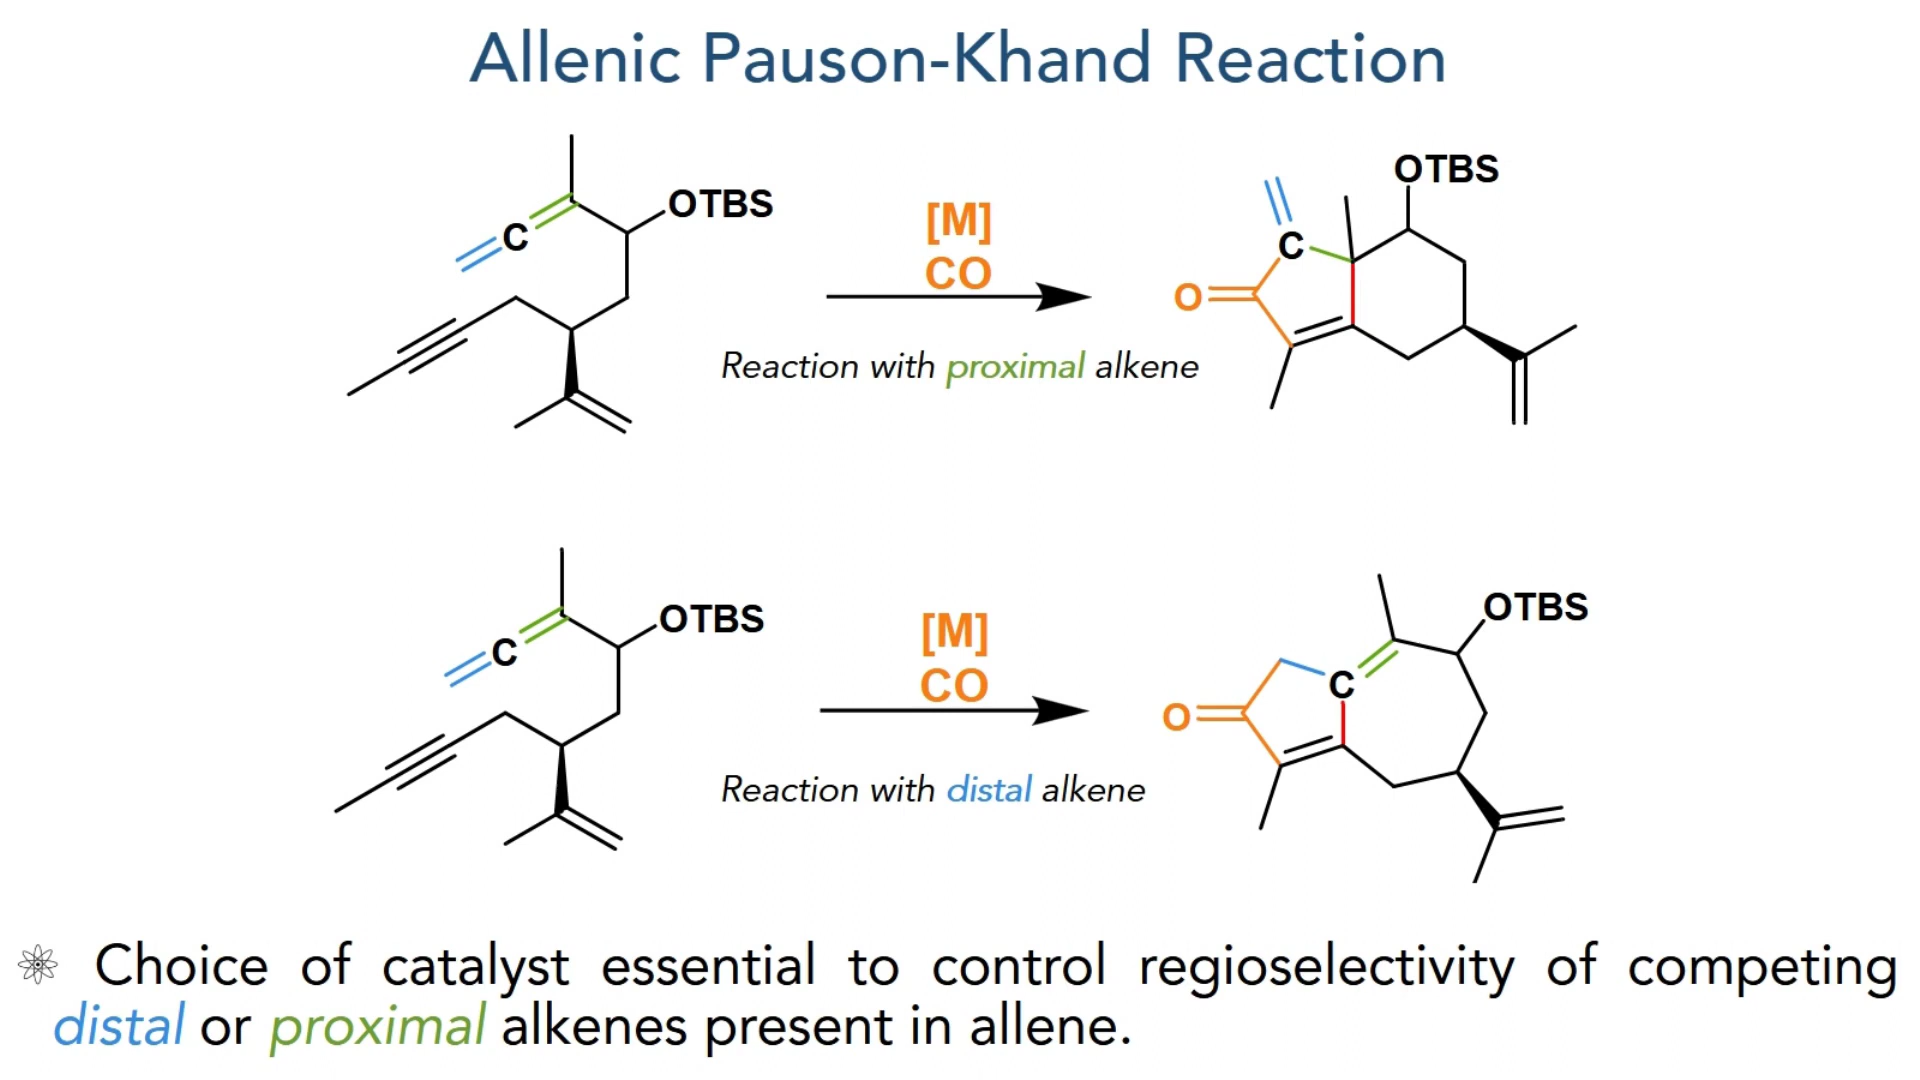 Allenic Pauson-Khand Reaction
OTBS
C
[M]
CO
Reaction with proximal alkene
OTBS
C
O
OTBS
C
[M]
CO
Reaction with distal alkene
OTBS
C
O
Choice of catalyst essential to control regioselectivity of competing
distal or proximal alkenes present in allene.